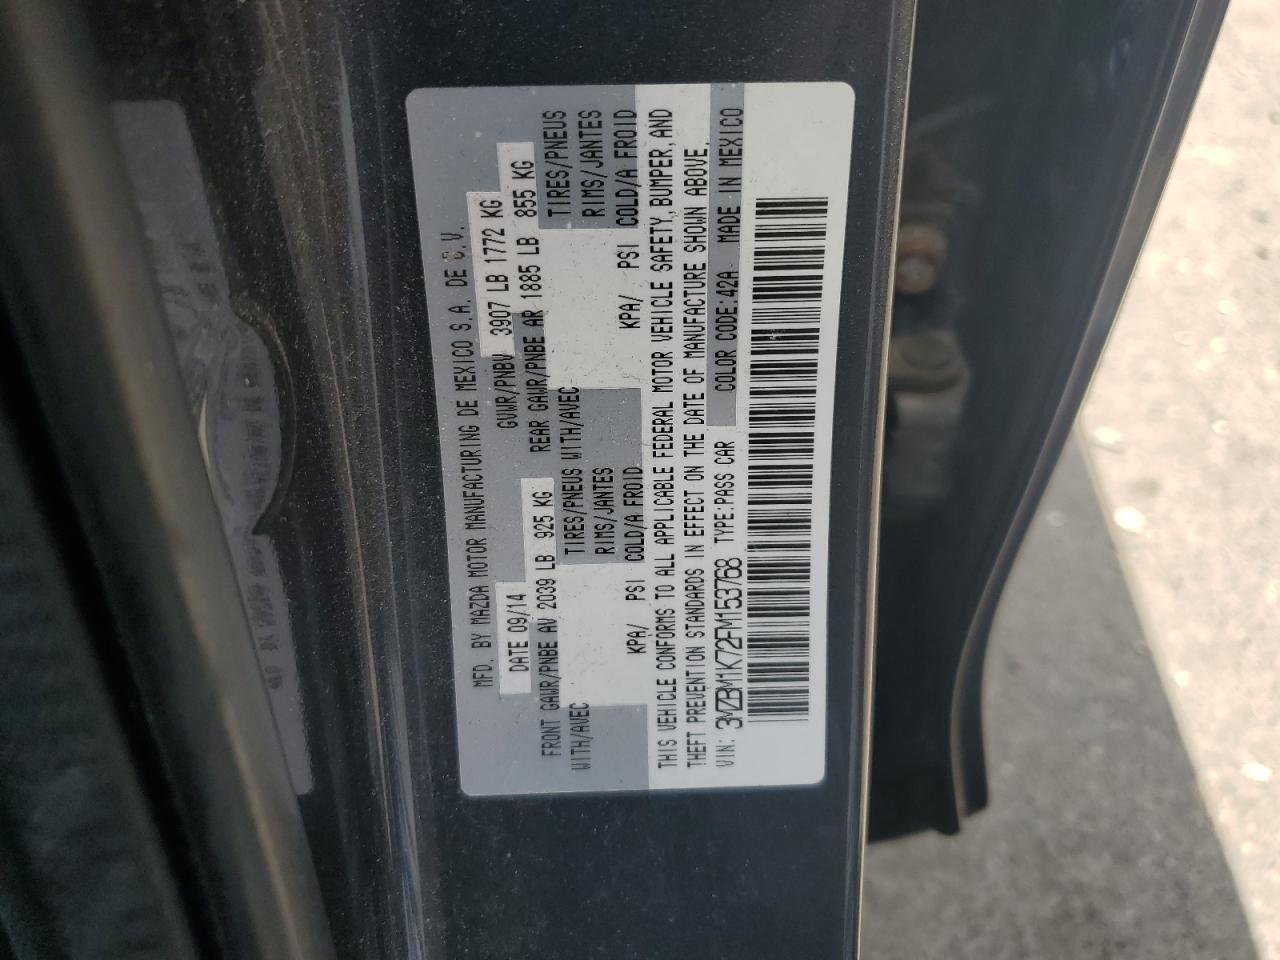 MFD. BY MAZDA MOTOR MANUFACTURING DE MEXICO S.A. DE C.V.
DATE 09/14 GVWR/PNBV 3907 LB 1772 KG
FRONT GAWR/PNBE AV 2039 LB 925 KG REAR GAWR/PNBE AR 1885 LB 855 KG
WITH/AVEC TIRES/PNEUS WITH/AVEC TIRES/PNEUS
RIMS/JANTES RIMS/JANTES
KPA/ PSI COLD/A FROID KPA/ PSI COLD/A FROID
THIS VEHICLE CONFORMS TO ALL APPLICABLE FEDERAL MOTOR VEHICLE SAFETY, BUMPER, AND
THEFT PREVENTION STANDARDS IN EFFECT ON THE DATE OF MANUFACTURE SHOWN ABOVE.
VIN: 3MZBM1K72FM153768 TYPE:PASS CAR COLOR CODE:42A MADE IN MEXICO